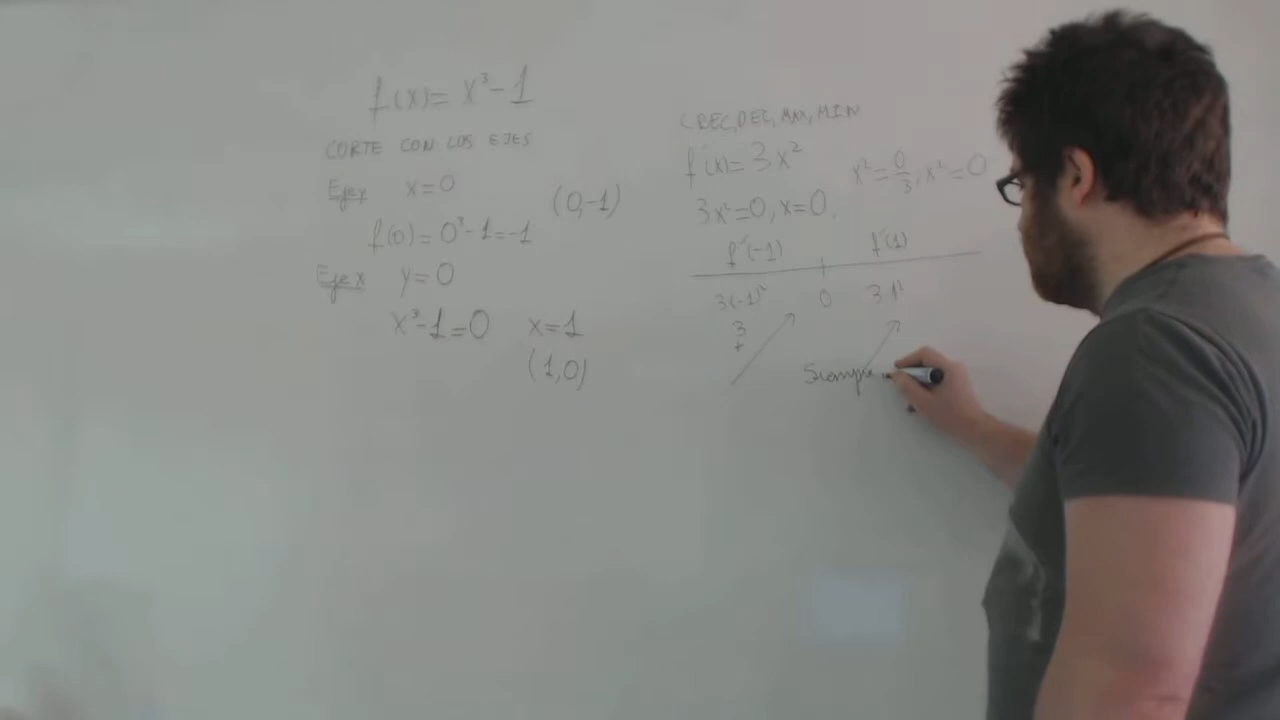 f(x)= x³-1
CORTE CON LOS EJES
Eje y x=0
(0,-1)
f(0)=0³-1=-1
Eje x y=0
x³-1=0 x=1
(1,0)
CREC, DEC, MAX, MIN
f'(x)=3x² x²=0/3, x²=0
3x²=0, x=0.
f'(-1) f'(1)
3(-1)² 0 3·1²
3
+
Siempre